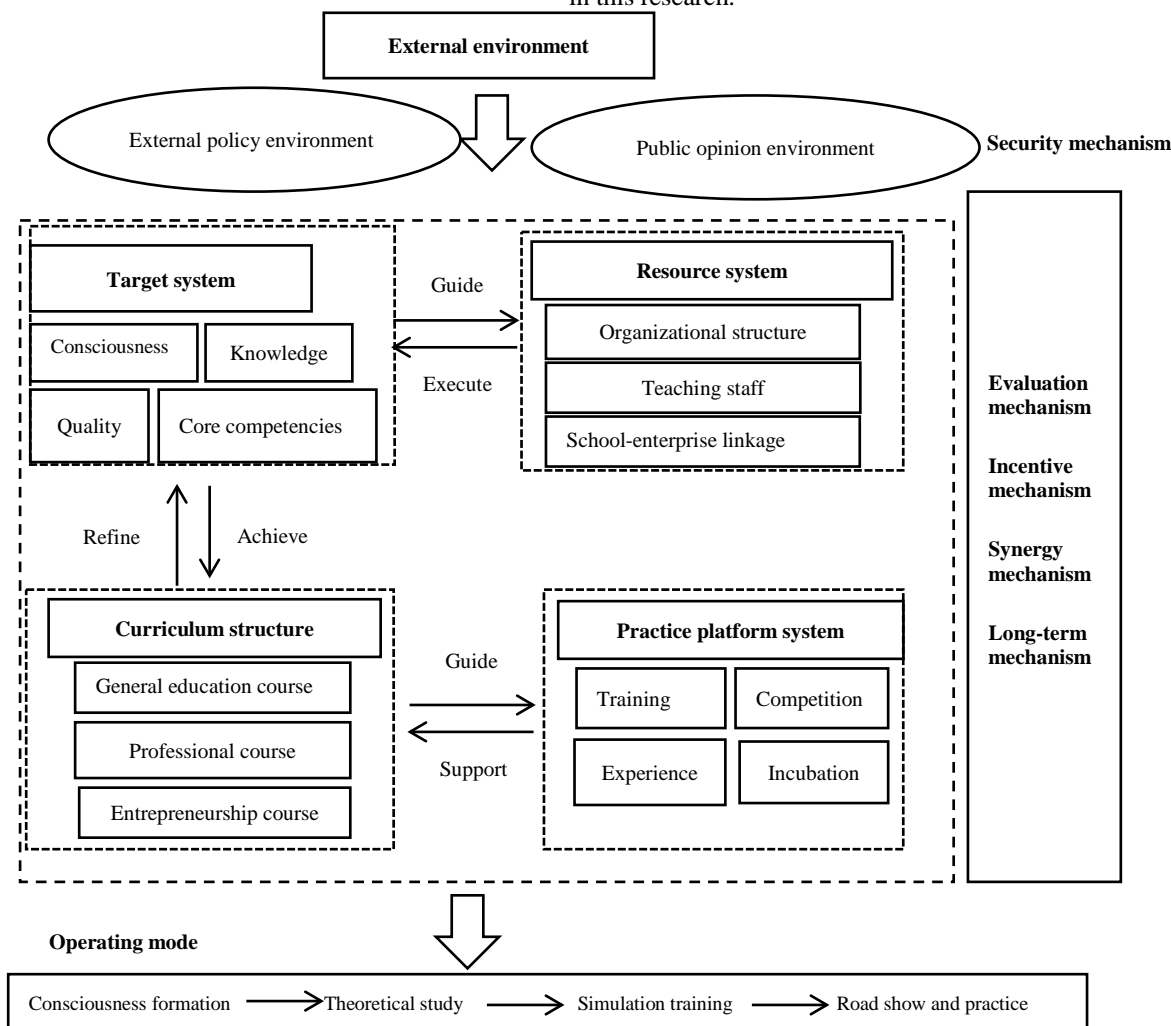 in this research.
External environment
External policy environment
Public opinion environment
Security mechanism
Target system
Consciousness
Knowledge
Quality
Core competencies
Guide
Execute
Resource system
Organizational structure
Teaching staff
School-enterprise linkage
Refine
Achieve
Curriculum structure
General education course
Professional course
Entrepreneurship course
Guide
Support
Practice platform system
Training
Competition
Experience
Incubation
Evaluation
mechanism
Incentive
mechanism
Synergy
mechanism
Long-term
mechanism
Operating mode
Consciousness formation
Theoretical study
Simulation training
Road show and practice